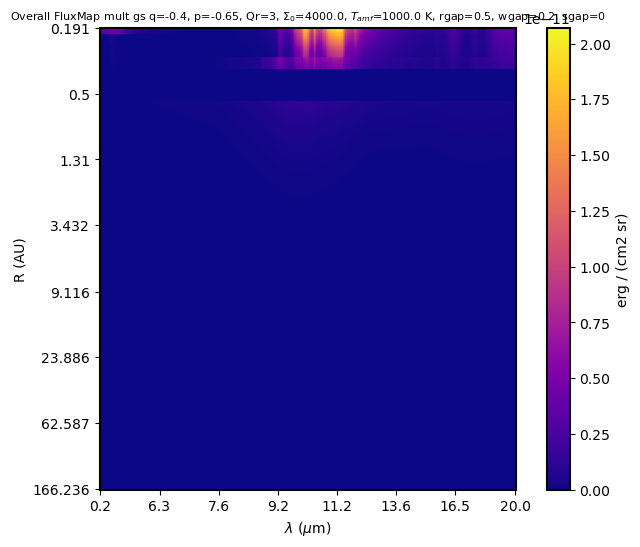 Overall FluxMap mult gs q=-0.4, p=-0.65, Qr=3, Σ₀=4000.0, T_amf=1000.0 K, rgap=0.5, wgap=0.2, sgap=0
1e−11
0.191
0.5
1.31
3.432
9.116
23.886
62.587
166.236
R (AU)
0.2 6.3 7.6 9.2 11.2 13.6 16.5 20.0
λ (μm)
2.00
1.75
1.50
1.25
1.00
0.75
0.50
0.25
0.00
erg / (cm2 sr)